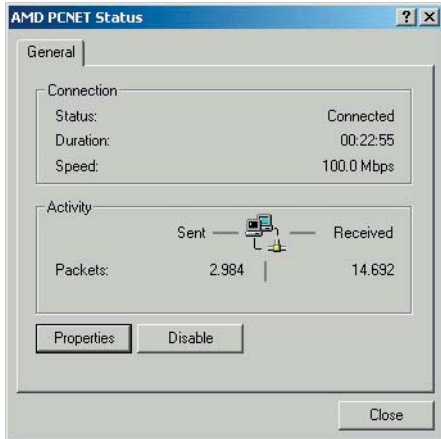 AMD PCNET Status
General
Connection
Status: Connected
Duration: 00:22:55
Speed: 100.0 Mbps
Activity
Sent Received
Packets: 2.984 14.692
Properties Disable
Close